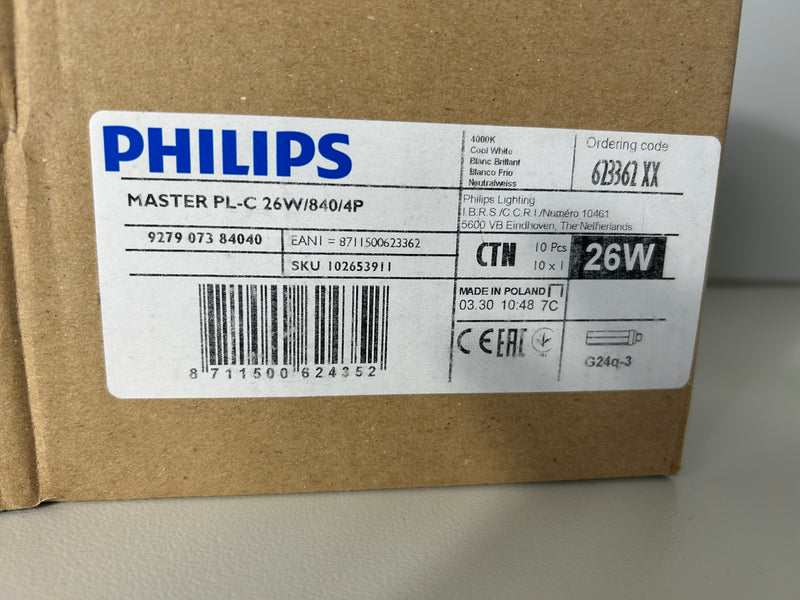 PHILIPS
4000K
Cool White
Blanc Brillant
Blanco Frio
Neutralweiss
Ordering code
623362 XX
MASTER PL-C 26W/840/4P
Philips Lighting
I.B.R.S./C.C.R.I./Numéro 10461
5600 VB Eindhoven, The Netherlands
9279 073 84040
EAN1 = 8711500623362
SKU 102653911
CTN
10 Pcs
10 x 1
26W
MADE IN POLAND
03.30 10:48 7C
8 711500 624352
CE EAC
G24q-3